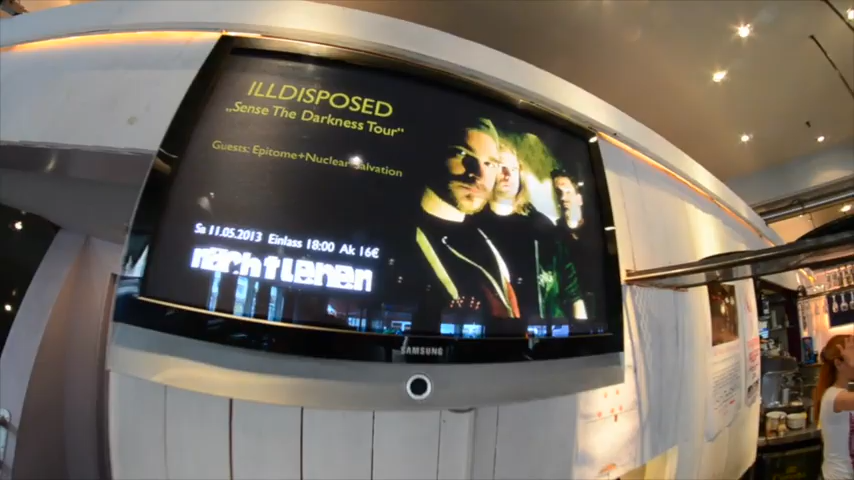 ILLDISPOSED
„Sense The Darkness Tour"
Guests: Epitome+Nuclear Salvation
Sa 11.05.2013 Einlass 18:00 Ak 16€
nachtleben
SAMSUNG